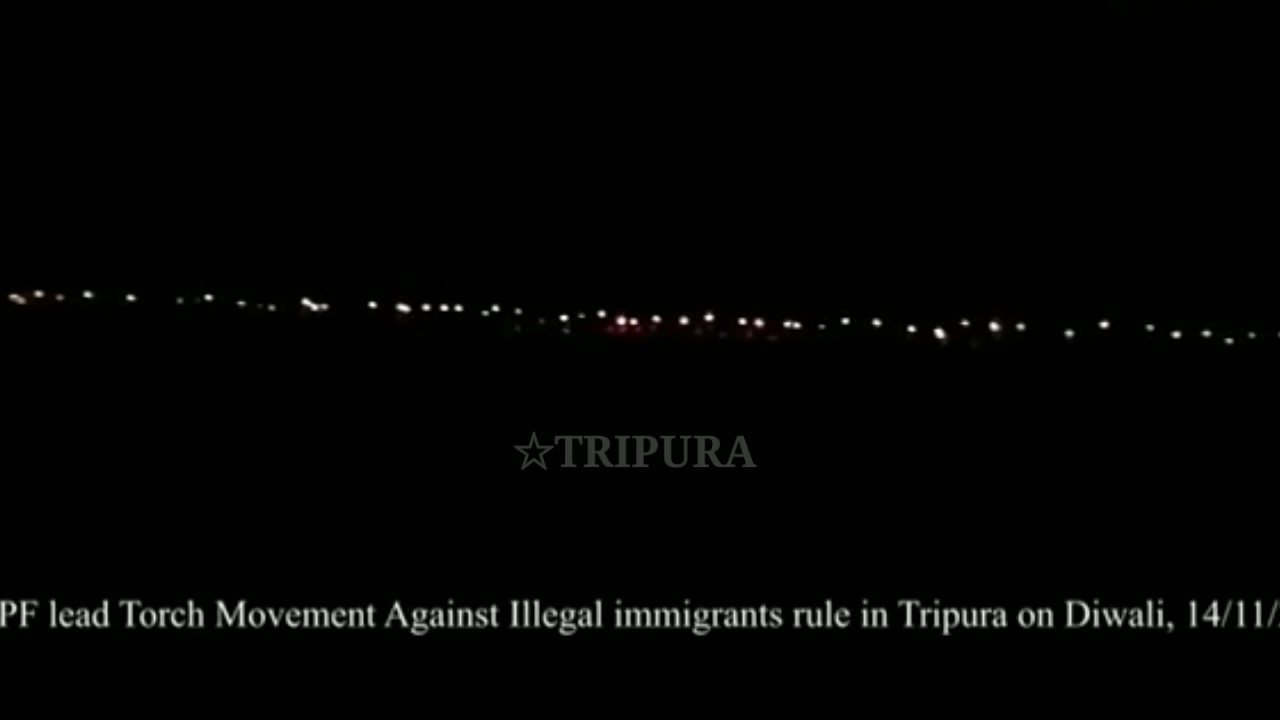 ☆TRIPURA
PF lead Torch Movement Against Illegal immigrants rule in Tripura on Diwali, 14/11/